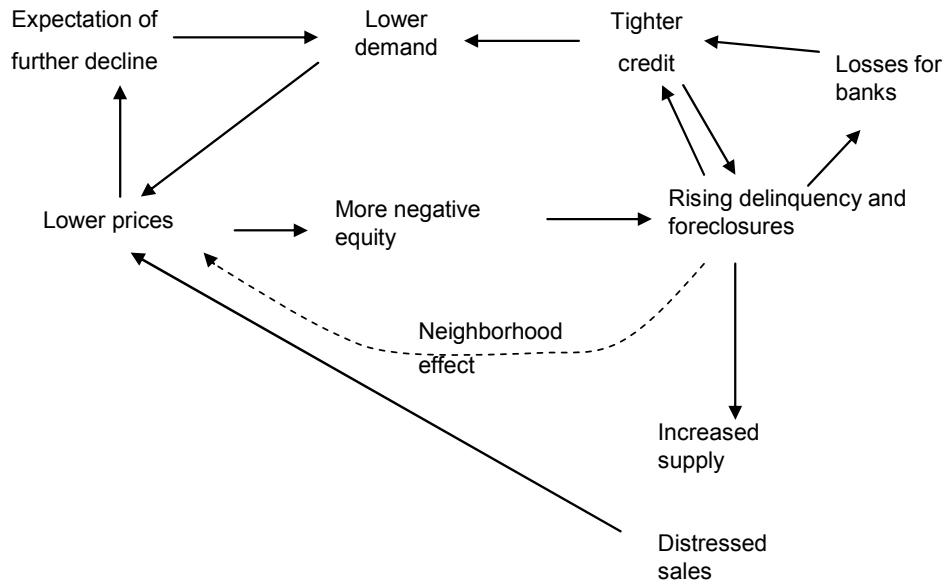 Expectation of
further decline
Lower
demand
Tighter
credit
Losses for
banks
Lower prices
More negative
equity
Rising delinquency and
foreclosures
Neighborhood
effect
Increased
supply
Distressed
sales